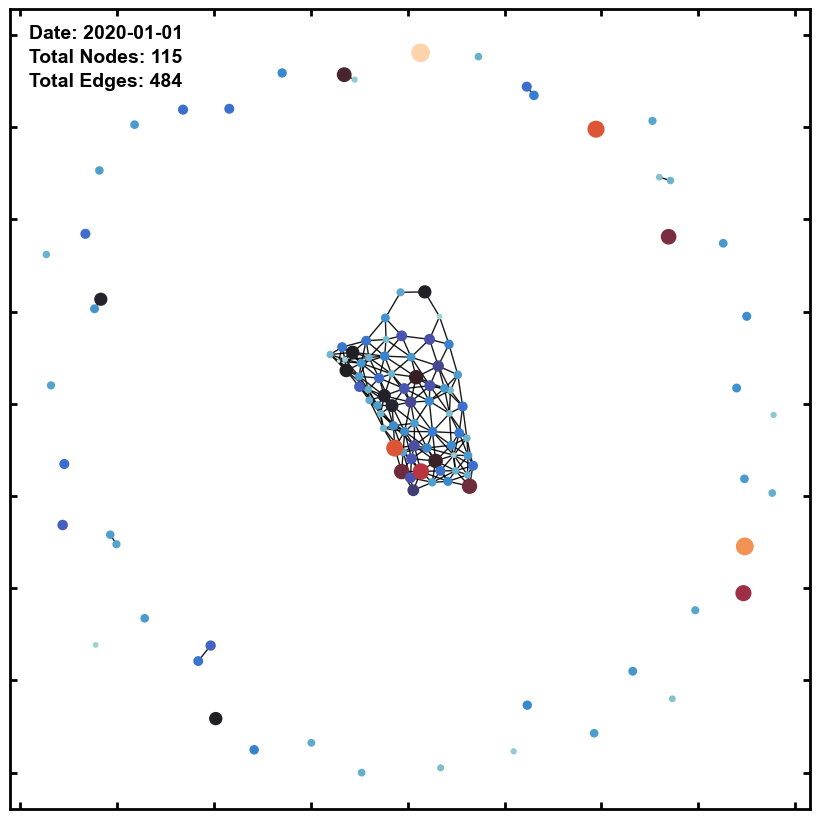 Date: 2020-01-01
Total Nodes: 115
Total Edges: 484